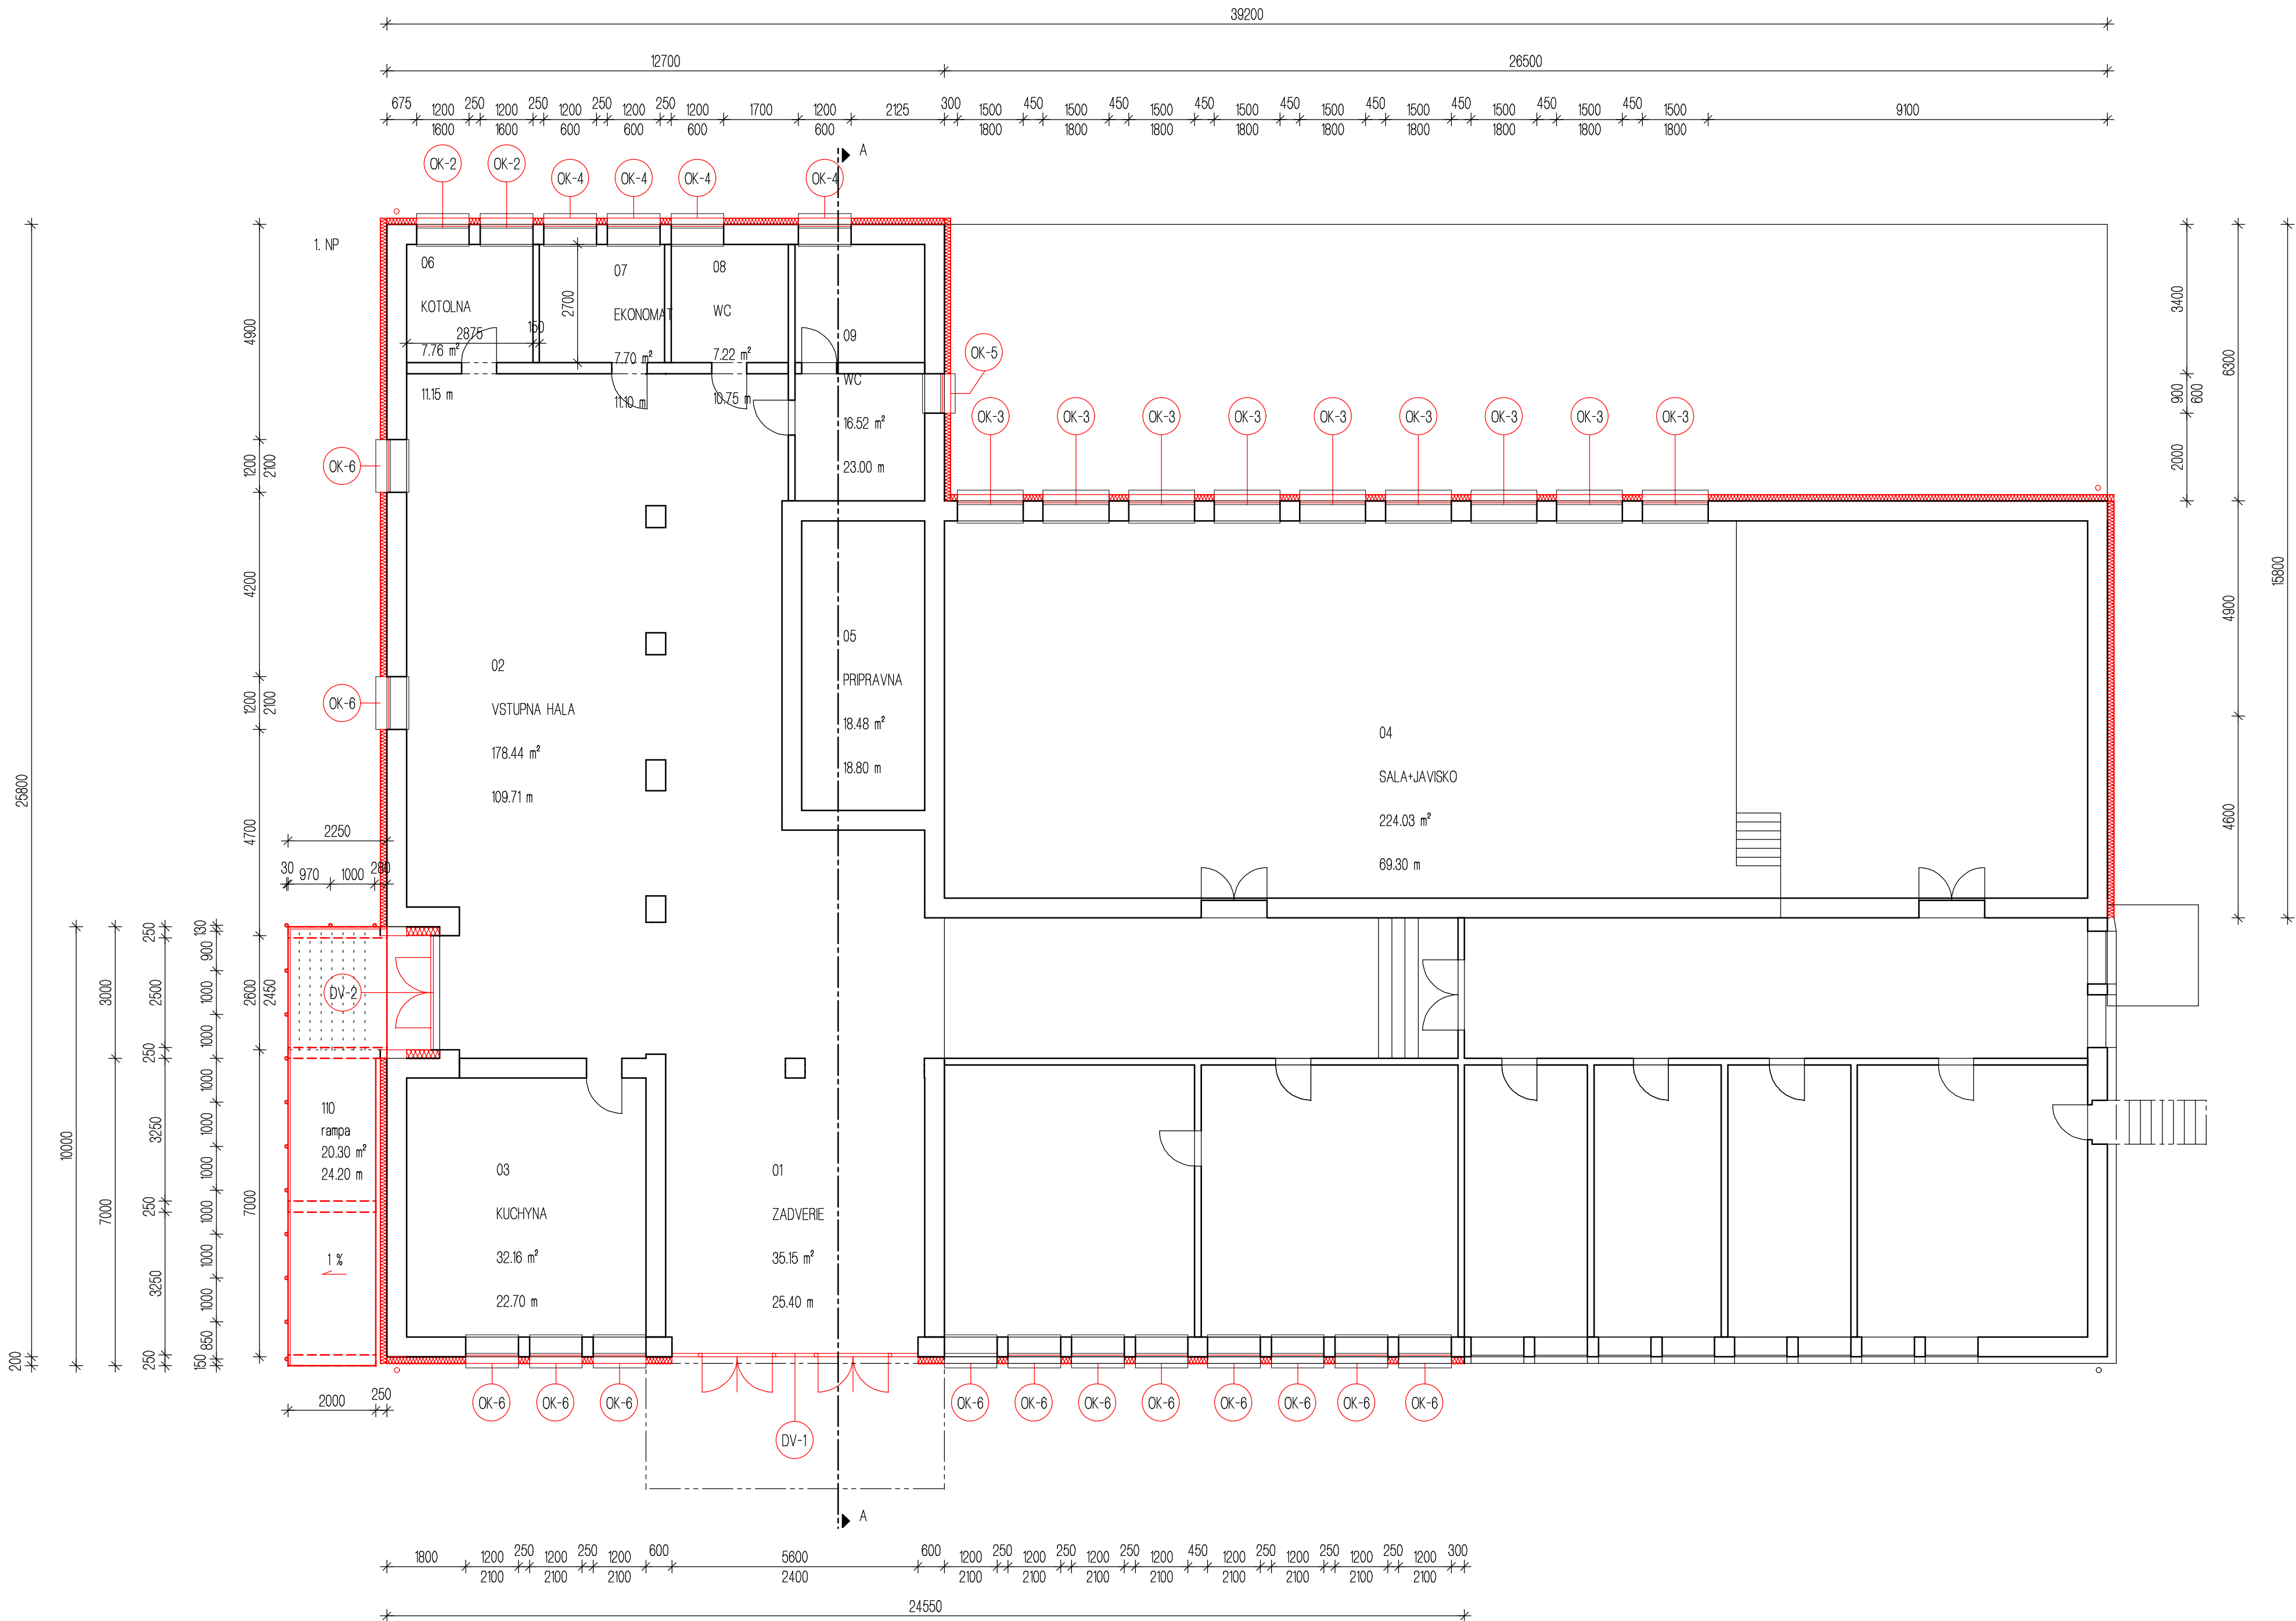 39200
12700
26500
675 1200 250 1200 250 1200 250 1200 250 1200 1700 1200 2125 300 1500 450 1500 450 1500 450 1500 450 1500 450 1500 450 1500 450 1500 450 1500 9100
1600 1600 600 600 600 600 1800 1800 1800 1800 1800 1800 1800 1800 1800
A
OK-2
OK-2
OK-4
OK-4
OK-4
OK-4
1. NP
06
KOTOLNA
2875
150
7.76 m²
11.15 m
2700
07
EKONOMAT
7.70 m²
11.10 m
08
WC
7.22 m²
10.75 m
09
WC
16.52 m²
23.00 m
OK-5
OK-3
OK-3
OK-3
OK-3
OK-3
OK-3
OK-3
OK-3
OK-3
3400
900
600
2000
6300
4900
4600
15800
25800
200
4900
1200
2100
4200
1200
2100
4700
2600
2450
7000
OK-6
OK-6
02
VSTUPNA HALA
178.44 m²
109.71 m
05
PRIPRAVNA
18.48 m²
18.80 m
04
SALA+JAVISKO
224.03 m²
69.30 m
2250
30 970 1000 280
10000
3000
7000
250
2500
250
3250
250
3250
250
130
900
1000
1000
1000
1000
1000
1000
1000
1000
850
150
DV-2
110
rampa
20.30 m²
24.20 m
1 %
03
KUCHYNA
32.16 m²
22.70 m
01
ZADVERIE
35.15 m²
25.40 m
2000 250
OK-6
OK-6
OK-6
DV-1
OK-6
OK-6
OK-6
OK-6
OK-6
OK-6
OK-6
OK-6
A
1800 1200 250 1200 250 1200 600 5600 600 1200 250 1200 250 1200 250 1200 450 1200 250 1200 250 1200 250 1200 300
2100 2100 2100 2400 2100 2100 2100 2100 2100 2100 2100 2100
24550